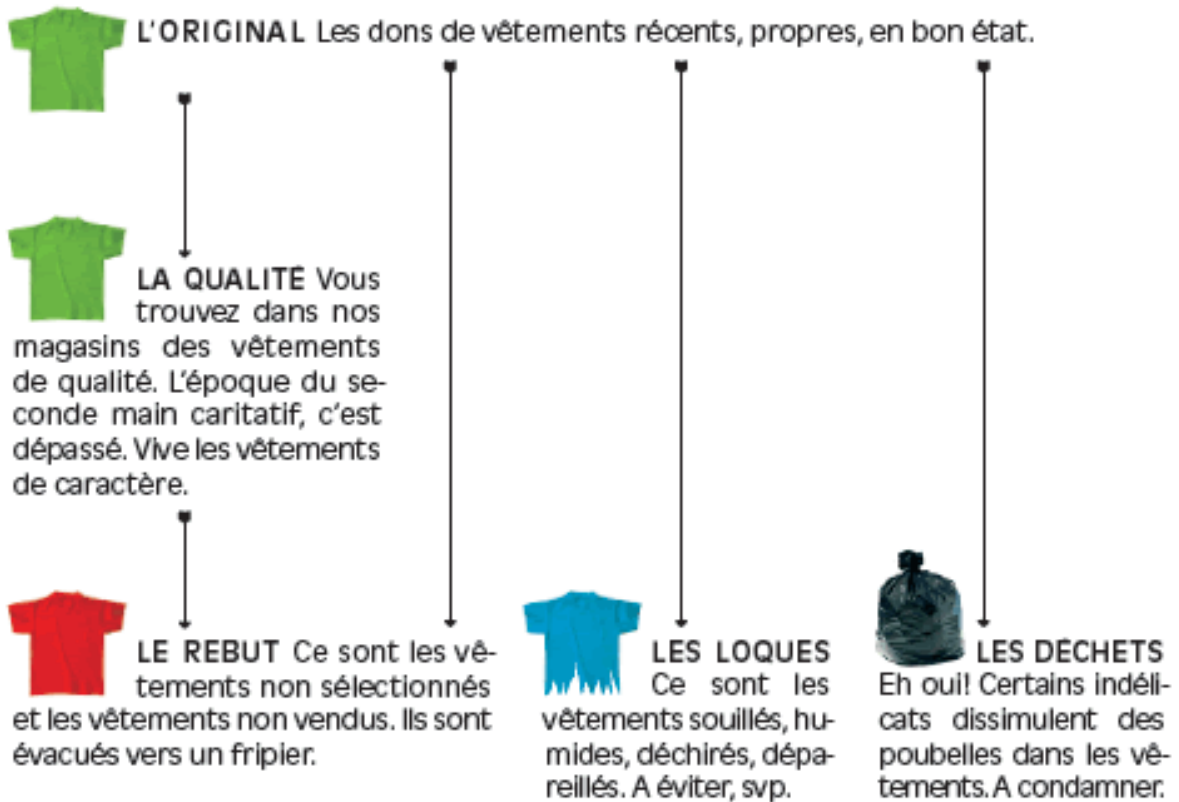 L'ORIGINAL Les dons de vêtements récents, propres, en bon état.
LA QUALITÉ Vous
trouvez dans nos
magasins des vêtements
de qualité. L'époque du se-
conde main caritatif, c'est
dépassé. Vive les vêtements
de caractère.
LE REBUT Ce sont les vê-
tements non sélectionnés
et les vêtements non vendus. Ils sont
évacués vers un fripier.
LES LOQUES
Ce sont les
vêtements souillés, hu-
mides, déchirés, dépa-
reillés. A éviter, svp.
LES DÉCHETS
Eh oui! Certains indéli-
cats dissimulent des
poubelles dans les vê-
tements. A condamner.